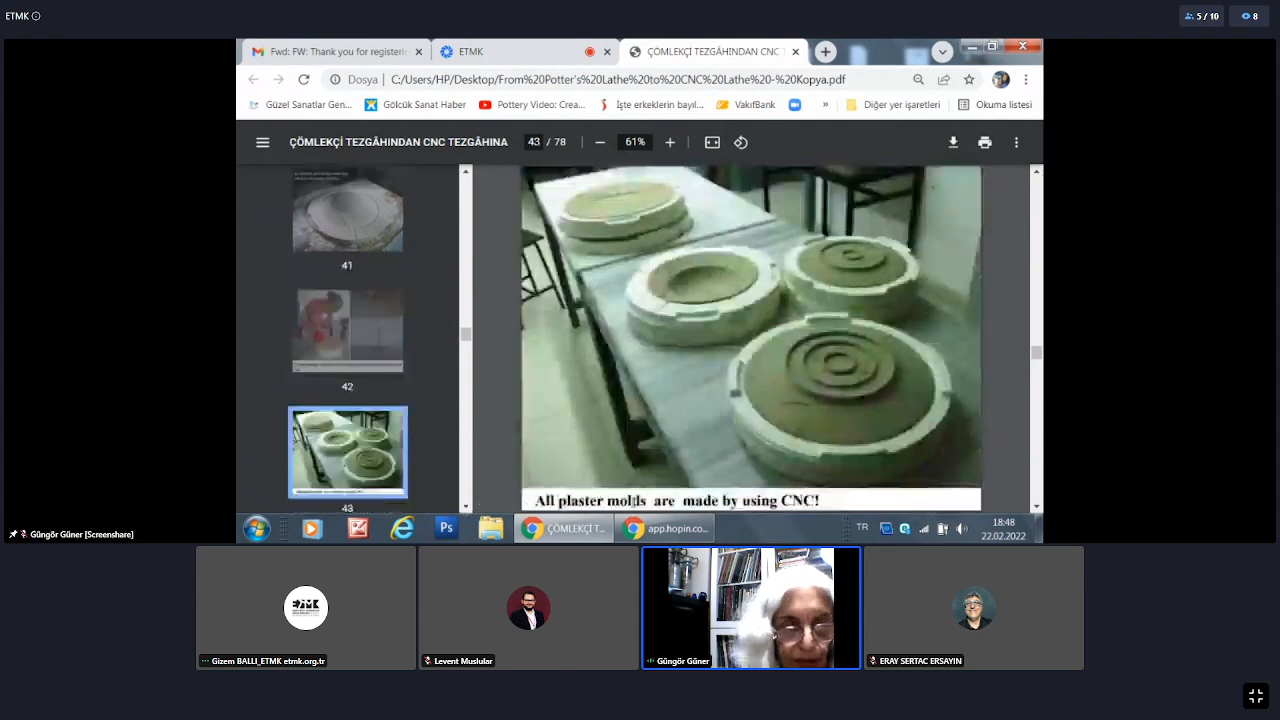 ETMK
5 / 10
8
Fwd: FW: Thank you for registerin
ETMK
ÇÖMLEKÇİ TEZGÂHINDAN CNC T
Dosya
C:/Users/HP/Desktop/From%20Potter's%20Lathe%20to%20CNC%20Lathe%20-%20Kopya.pdf
Güzel Sanatlar Gen...
Gölcük Sanat Haber
Pottery Video: Crea...
İşte erkeklerin bayıl...
VakıfBank
»
Diğer yer işaretleri
Okuma listesi
ÇÖMLEKÇİ TEZGÂHINDAN CNC TEZGÂHINA
43 / 78
61%
41
42
43
All plaster molds are made by using CNC!
Güngör Güner [Screenshare]
Ps
ÇÖMLEKÇİ T...
app.hopin.co...
TR
18:48
22.02.2022
ETMK
Gizem BALLI_ETMK etmk.org.tr
Levent Muslular
Güngör Güner
ERAY SERTAC ERSAYIN